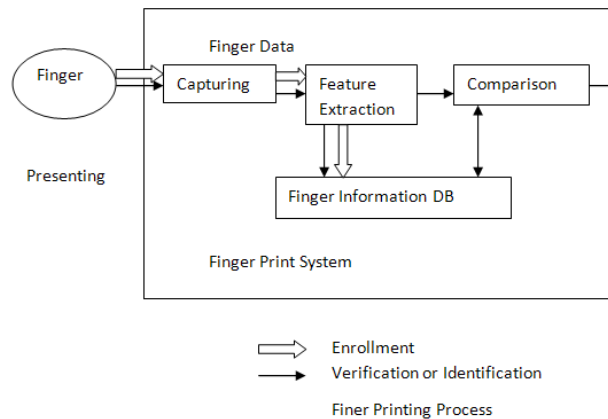 Finger Data
Finger
Capturing
Feature
Extraction
Comparison
Presenting
Finger Information DB
Finger Print System
Enrollment
Verification or Identification
Finer Printing Process